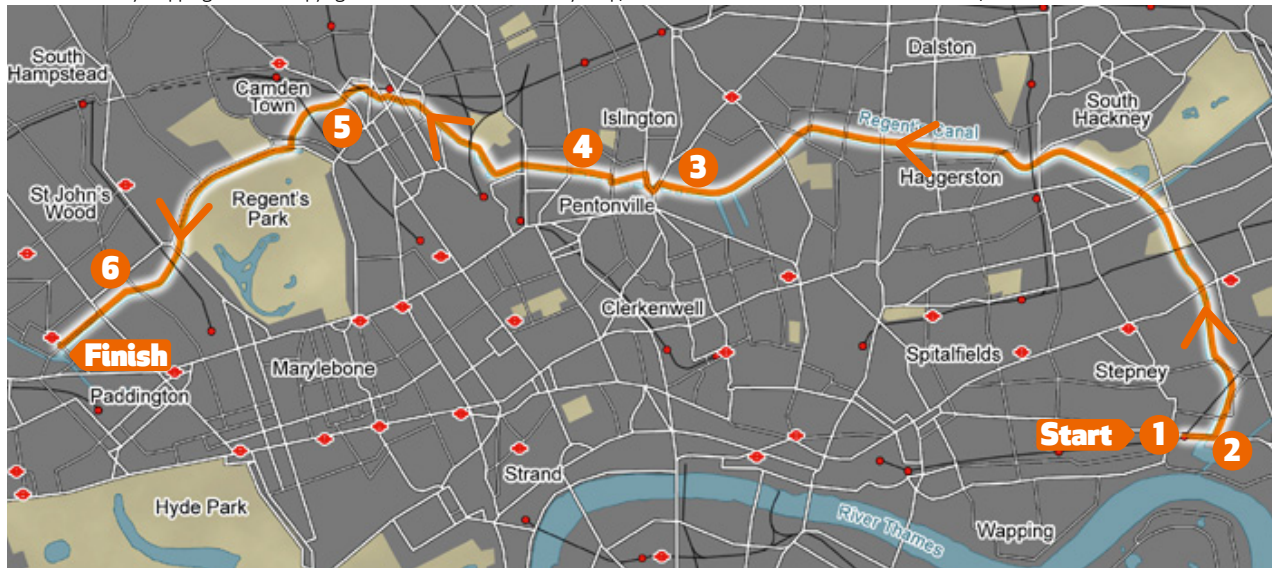 South
Hampstead
Camden
Town
5
Dalston
South
Hackney
Regent's Canal
Islington
4
3
Haggerston
St John's
Wood
Regent's
Park
Pentonville
6
Clerkenwell
Spitalfields
Stepney
Finish
Marylebone
Paddington
Start
1
2
Strand
Hyde Park
River Thames
Wapping